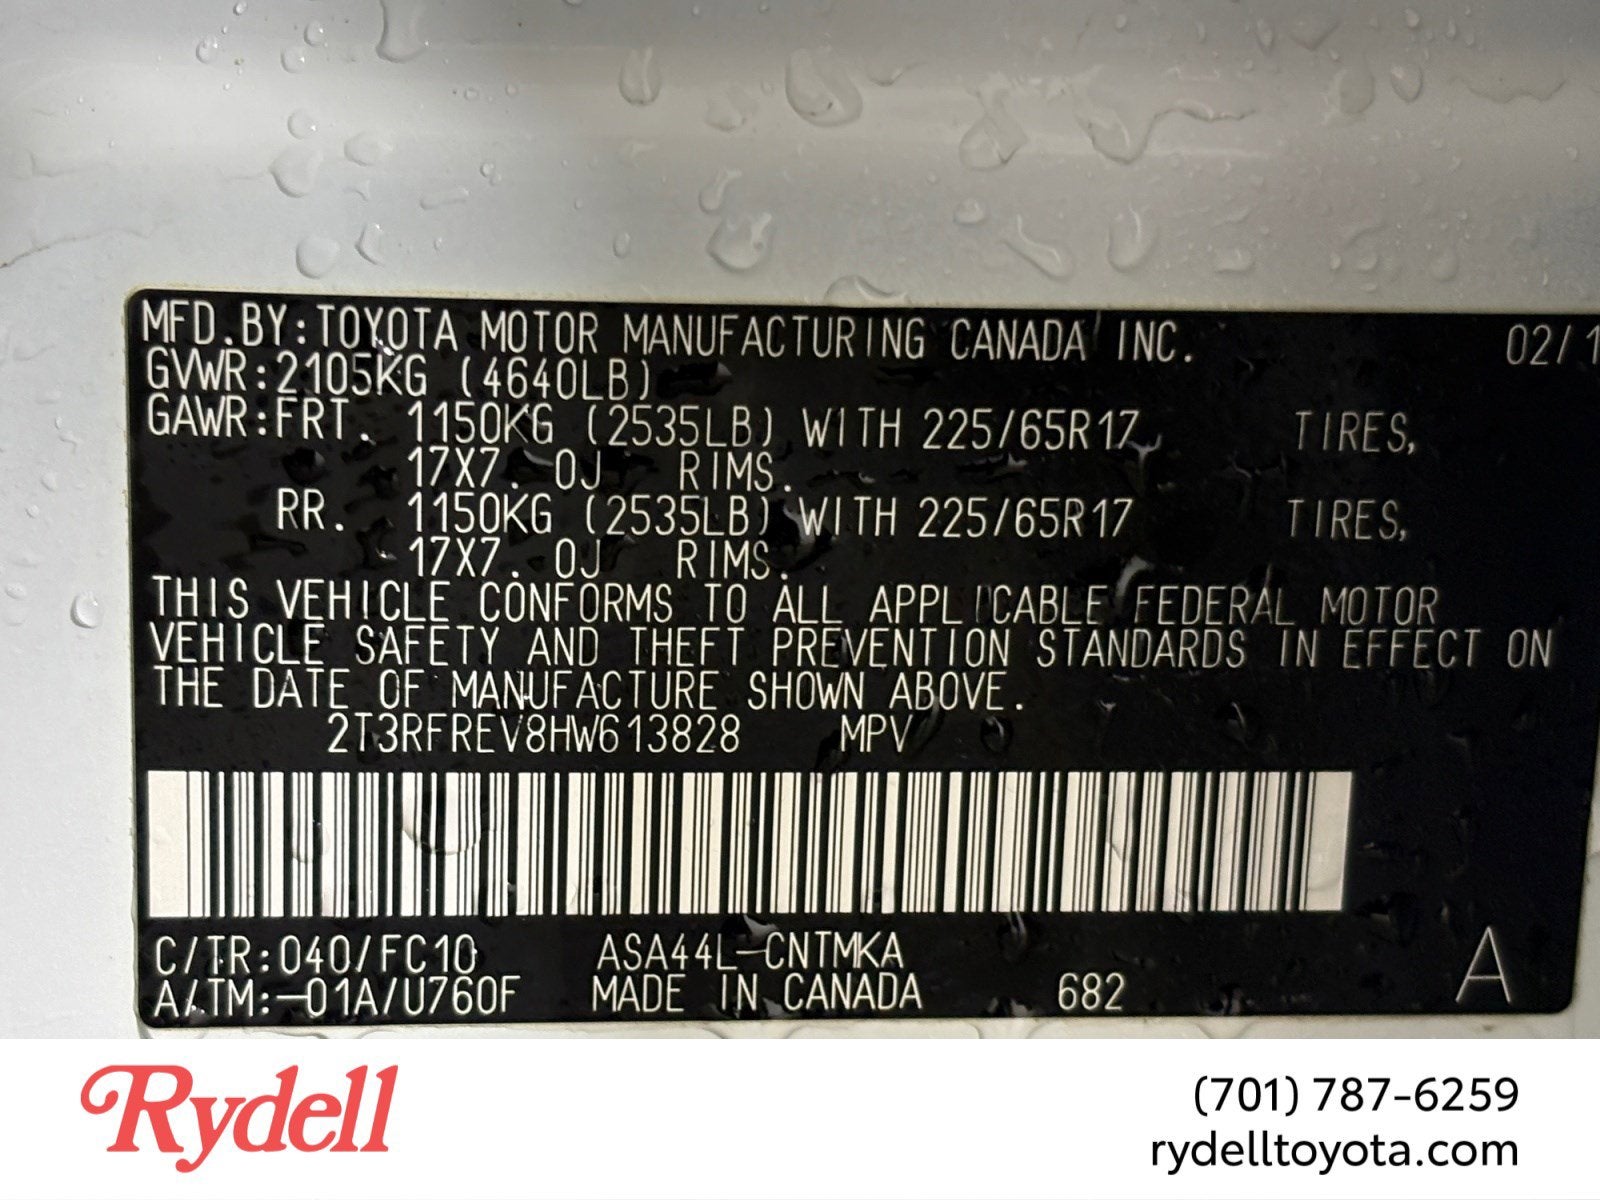 MFD.BY:TOYOTA MOTOR MANUFACTURING CANADA INC. 02/1
GVWR:2105KG (4640LB)
GAWR:FRT. 1150KG (2535LB) WITH 225/65R17 TIRES,
17X7.0J RIMS.
RR. 1150KG (2535LB) WITH 225/65R17 TIRES,
17X7.0J RIMS.
THIS VEHICLE CONFORMS TO ALL APPLICABLE FEDERAL MOTOR
VEHICLE SAFETY AND THEFT PREVENTION STANDARDS IN EFFECT ON
THE DATE OF MANUFACTURE SHOWN ABOVE.
2T3RFREV8HW613828 MPV
C/TR:040/FC10 ASA44L-CNTMKA
A/TM:-01A/U760F MADE IN CANADA 682 A
Rydell
(701) 787-6259
rydelltoyota.com